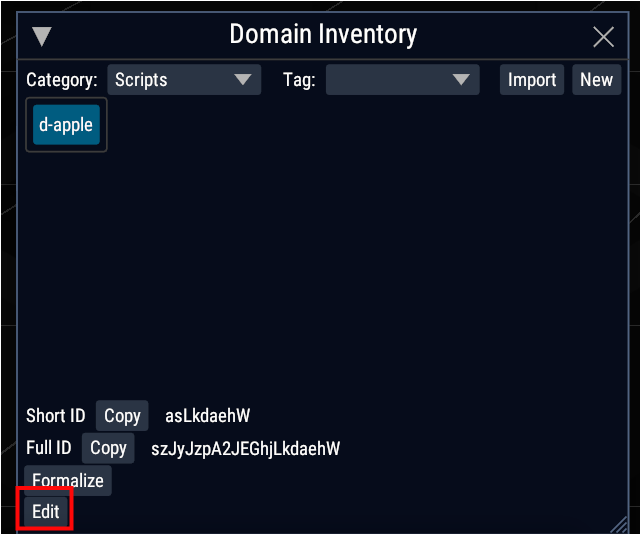 Domain Inventory
Category: Scripts Tag: Import New
d-apple
Short ID Copy asLkdaehW
Full ID Copy szJyJzpA2JEGhjLkdaehW
Formalize
Edit